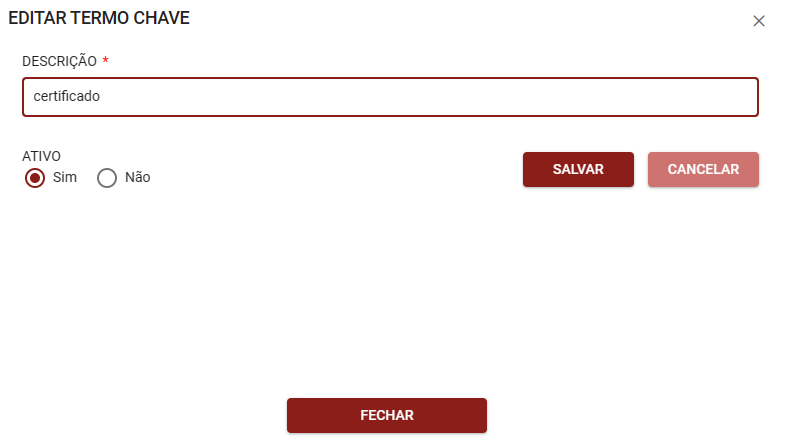 EDITAR TERMO CHAVE
DESCRIÇÃO *
certificado
ATIVO
Sim Não
SALVAR CANCELAR
FECHAR